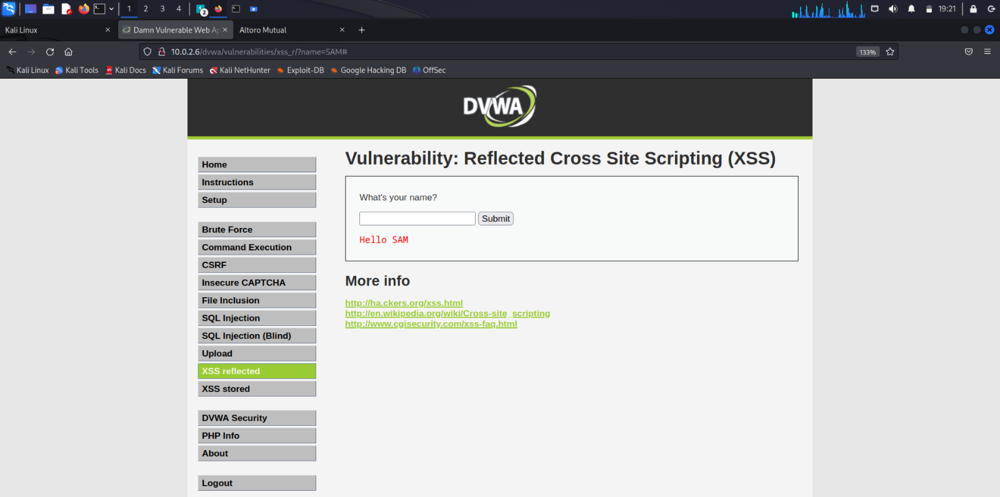 1 2 3 4 2 19:21
Kali Linux Damn Vulnerable Web Ap Altoro Mutual
10.0.2.6/dvwa/vulnerabilities/xss_r/?name=SAM# 133%
Kali Linux Kali Tools Kali Docs Kali Forums Kali NetHunter Exploit-DB Google Hacking DB OffSec
DVWA
Home
Instructions
Setup
Brute Force
Command Execution
CSRF
Insecure CAPTCHA
File Inclusion
SQL Injection
SQL Injection (Blind)
Upload
XSS reflected
XSS stored
DVWA Security
PHP Info
About
Logout
Vulnerability: Reflected Cross Site Scripting (XSS)
What's your name?
Submit
Hello SAM
More info
http://ha.ckers.org/xss.html
http://en.wikipedia.org/wiki/Cross-site_scripting
http://www.cgisecurity.com/xss-faq.html